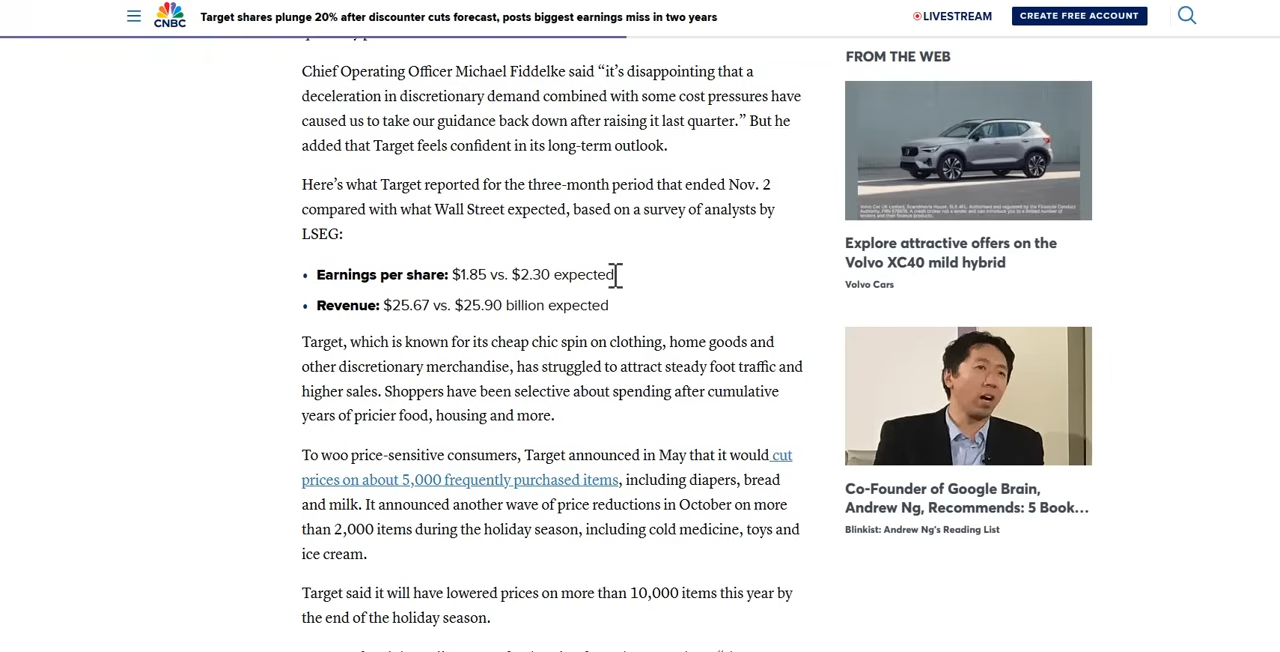 CNBC
Target shares plunge 20% after discounter cuts forecast, posts biggest earnings miss in two years
LIVESTREAM
CREATE FREE ACCOUNT
Chief Operating Officer Michael Fiddelke said “it’s disappointing that a
deceleration in discretionary demand combined with some cost pressures have
caused us to take our guidance back down after raising it last quarter.” But he
added that Target feels confident in its long-term outlook.
Here’s what Target reported for the three-month period that ended Nov. 2
compared with what Wall Street expected, based on a survey of analysts by
LSEG:
• Earnings per share: $1.85 vs. $2.30 expected
• Revenue: $25.67 vs. $25.90 billion expected
Target, which is known for its cheap chic spin on clothing, home goods and
other discretionary merchandise, has struggled to attract steady foot traffic and
higher sales. Shoppers have been selective about spending after cumulative
years of pricier food, housing and more.
To woo price-sensitive consumers, Target announced in May that it would cut
prices on about 5,000 frequently purchased items, including diapers, bread
and milk. It announced another wave of price reductions in October on more
than 2,000 items during the holiday season, including cold medicine, toys and
ice cream.
Target said it will have lowered prices on more than 10,000 items this year by
the end of the holiday season.
FROM THE WEB
Explore attractive offers on the
Volvo XC40 mild hybrid
Volvo Cars
Co-Founder of Google Brain,
Andrew Ng, Recommends: 5 Book...
Blinkist: Andrew Ng's Reading List